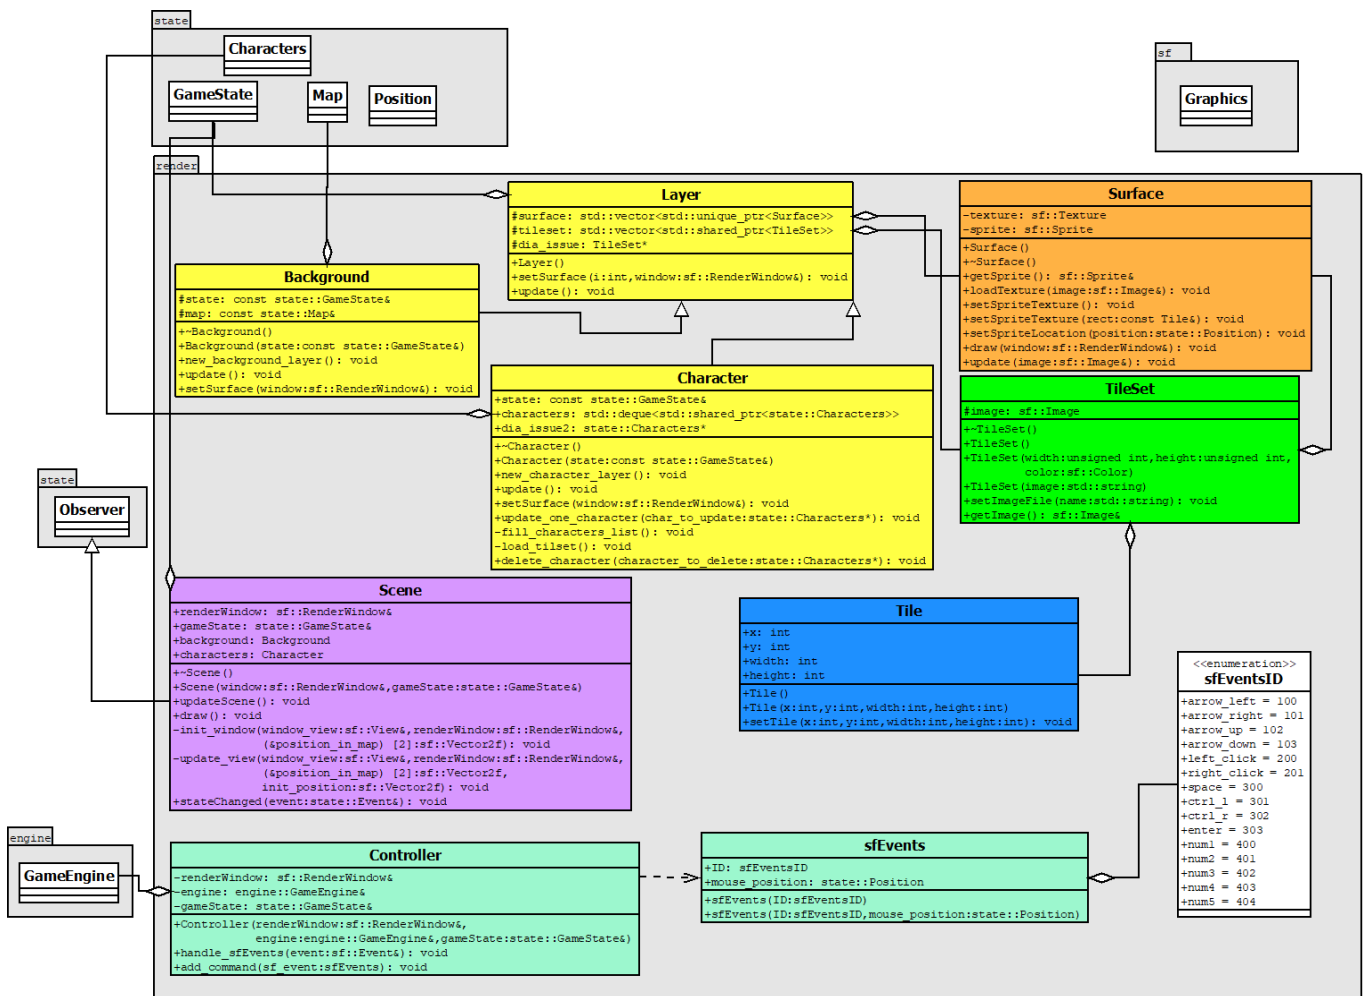 state
Characters
GameState
Map
Position
sf
Graphics
render
Layer
#surface: std::vector<std::unique_ptr<Surface>>
#tileset: std::vector<std::shared_ptr<TileSet>>
#dia_issue: TileSet*
+Layer()
+setSurface(i:int,window:sf::RenderWindow&): void
+update(): void
Surface
-texture: sf::Texture
-sprite: sf::Sprite
+Surface()
+~Surface()
+getSprite(): sf::Sprite&
+loadTexture(image:sf::Image&): void
+setSpriteTexture(): void
+setSpriteTexture(rect:const Tile&): void
+setSpriteLocation(position:state::Position): void
+draw(window:sf::RenderWindow&): void
+update(image:sf::Image&): void
Background
#state: const state::GameState&
#map: const state::Map&
+~Background()
+Background(state:const state::GameState&)
+new_background_layer(): void
+update(): void
+setSurface(window:sf::RenderWindow&): void
Character
+state: const state::GameState&
+characters: std::deque<std::shared_ptr<state::Characters>>
+dia_issue2: state::Characters*
+~Character()
+Character(state:const state::GameState&)
+new_character_layer(): void
+update(): void
+setSurface(window:sf::RenderWindow&): void
+update_one_character(char_to_update:state::Characters*): void
-fill_characters_list(): void
-load_tilset(): void
+delete_character(character_to_delete:state::Characters*): void
TileSet
#image: sf::Image
+~TileSet()
+TileSet()
+TileSet(width:unsigned int,height:unsigned int,
color:sf::Color)
+TileSet(image:std::string)
+setImageFile(name:std::string): void
+getImage(): sf::Image&
state
Observer
Scene
+renderWindow: sf::RenderWindow&
+gameState: state::GameState&
+background: Background
+characters: Character
+~Scene()
+Scene(window:sf::RenderWindow&,gameState:state::GameState&)
+updateScene(): void
+draw(): void
-init_window(window_view:sf::View&,renderWindow:sf::RenderWindow&,
(&position_in_map) [2]:sf::Vector2f): void
-update_view(window_view:sf::View&,renderWindow:sf::RenderWindow&,
(&position_in_map) [2]:sf::Vector2f,
init_position:sf::Vector2f): void
+stateChanged(event:state::Event&): void
Tile
+x: int
+y: int
+width: int
+height: int
+Tile()
+Tile(x:int,y:int,width:int,height:int)
+setTile(x:int,y:int,width:int,height:int): void
<<enumeration>>
sfEventsID
+arrow_left = 100
+arrow_right = 101
+arrow_up = 102
+arrow_down = 103
+left_click = 200
+right_click = 201
+space = 300
+ctrl_l = 301
+ctrl_r = 302
+enter = 303
+num1 = 400
+num2 = 401
+num3 = 402
+num4 = 403
+num5 = 404
engine
GameEngine
Controller
-renderWindow: sf::RenderWindow&
-engine: engine::GameEngine&
-gameState: state::GameState&
+Controller(renderWindow:sf::RenderWindow&,
engine:engine::GameEngine&,gameState:state::GameState&)
+handle_sfEvents(event:sf::Event&): void
+add_command(sf_event:sfEvents): void
sfEvents
+ID: sfEventsID
+mouse_position: state::Position
+sfEvents(ID:sfEventsID)
+sfEvents(ID:sfEventsID,mouse_position:state::Position)